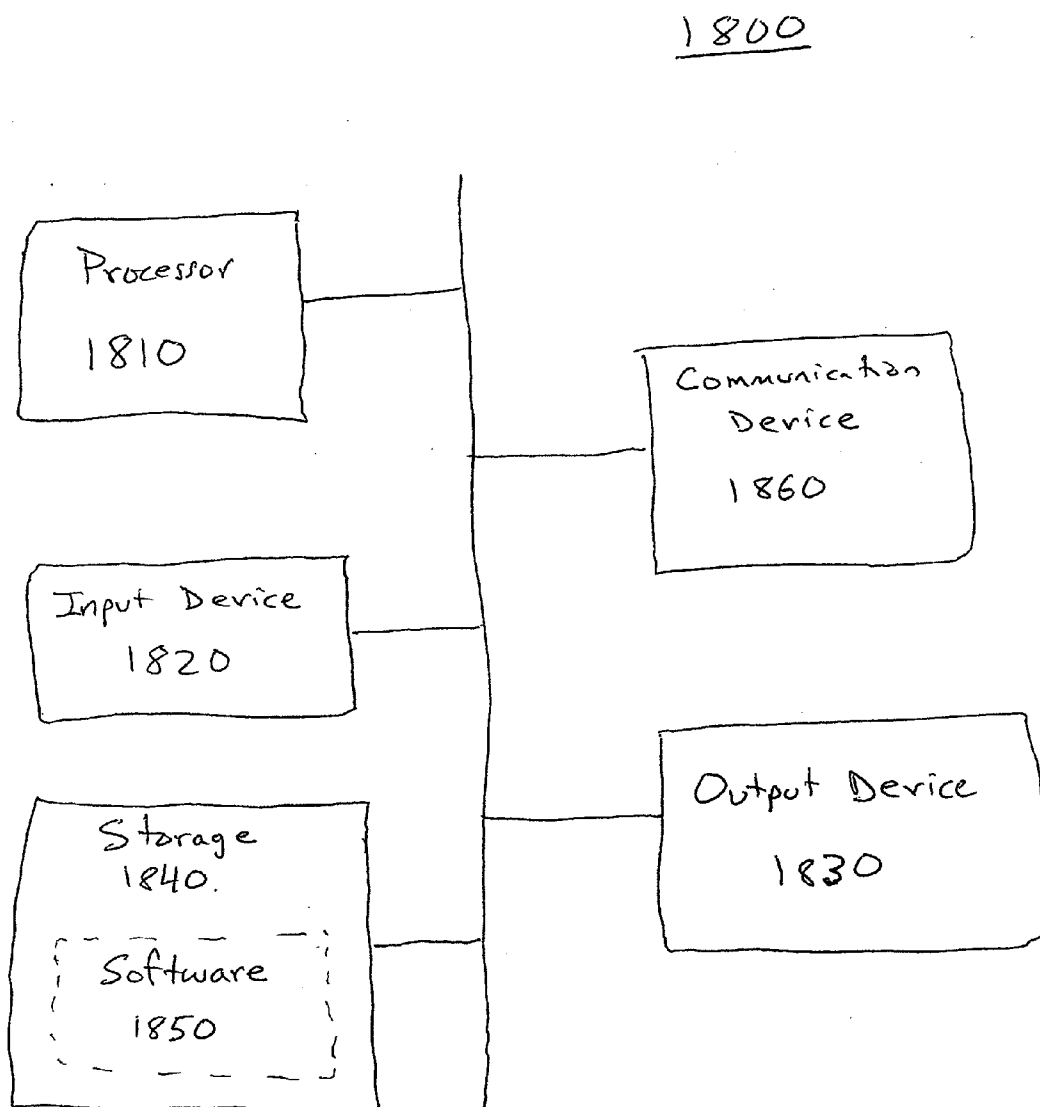 1800
Processor
1810
Communication
Device
1860
Input Device
1820
Output Device
1830
Storage
1840.
Software
1850